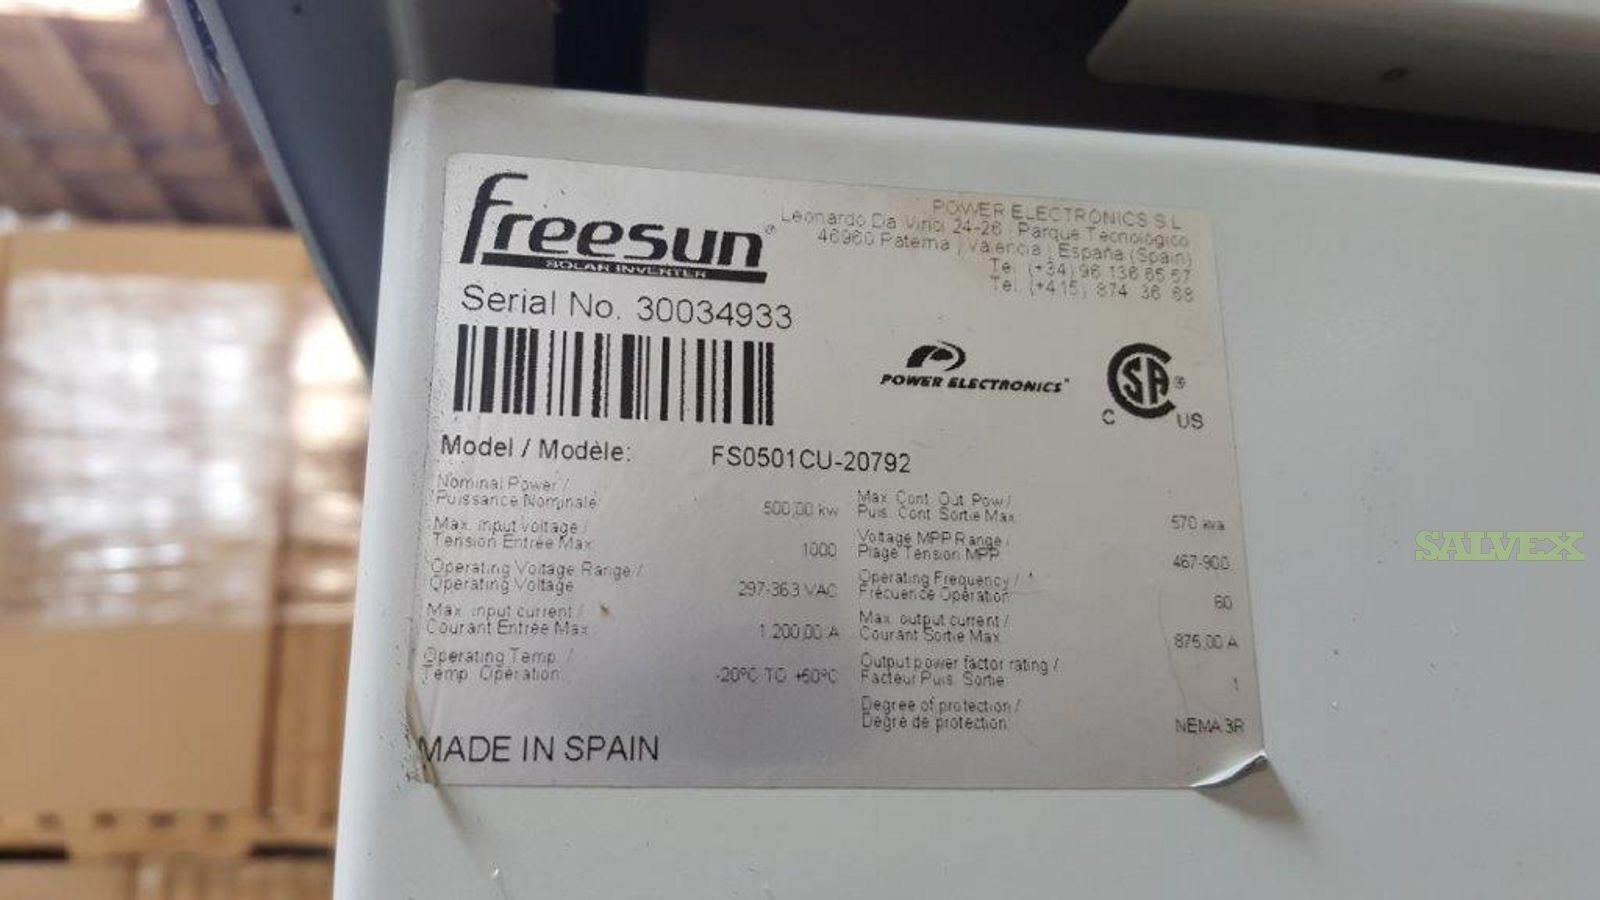 freesun®
SOLAR INVERTER
POWER ELECTRONICS S.L
Leonardo Da Vinci 24-26 | Parque Tecnológico
46980 Paterna | Valencia | España (Spain)
Tel. (+34) 96 136 65 57
Tel. (+415) 874 36 68
Serial No. 30034933
POWER ELECTRONICS®
CSA®
C US
Model / Modèle: FS0501CU-20792
Nominal Power /
Puissance Nominale: 500,00 kw
Max. input voltage /
Tension Entrée Max: 1000
Operating Voltage Range /
Operating Voltage 297-363 VAC
Max. input current /
Courant Entrée Max.: 1.200,00 A
Operating Temp. /
Temp. Opération: -20ºC TO +60ºC
Max. Cont. Out Pow /
Puis. Cont. Sortie Max.: 570 kva
Voltage MPP Range /
Plage Tension MPP: 467-900
Operating Frequency /
Frécuence Opération: 60
Max. output current /
Courant Sortie Max.: 875,00 A
Output power factor rating /
Facteur Puis. Sortie: 1
Degree of protection /
Degré de protection: NEMA 3R
MADE IN SPAIN
SALVEX